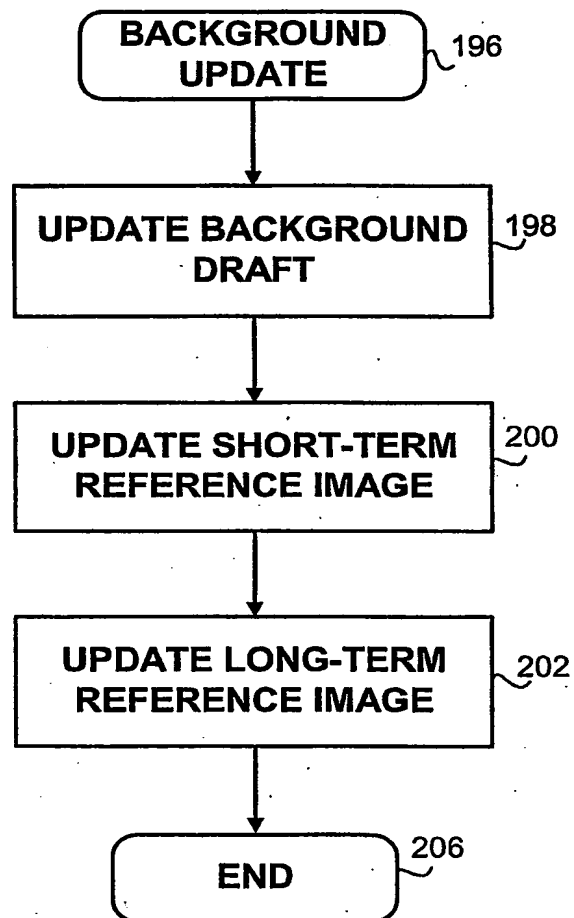 BACKGROUND
UPDATE
196
UPDATE BACKGROUND
DRAFT
198
UPDATE SHORT-TERM
REFERENCE IMAGE
200
UPDATE LONG-TERM
REFERENCE IMAGE
202
END
206